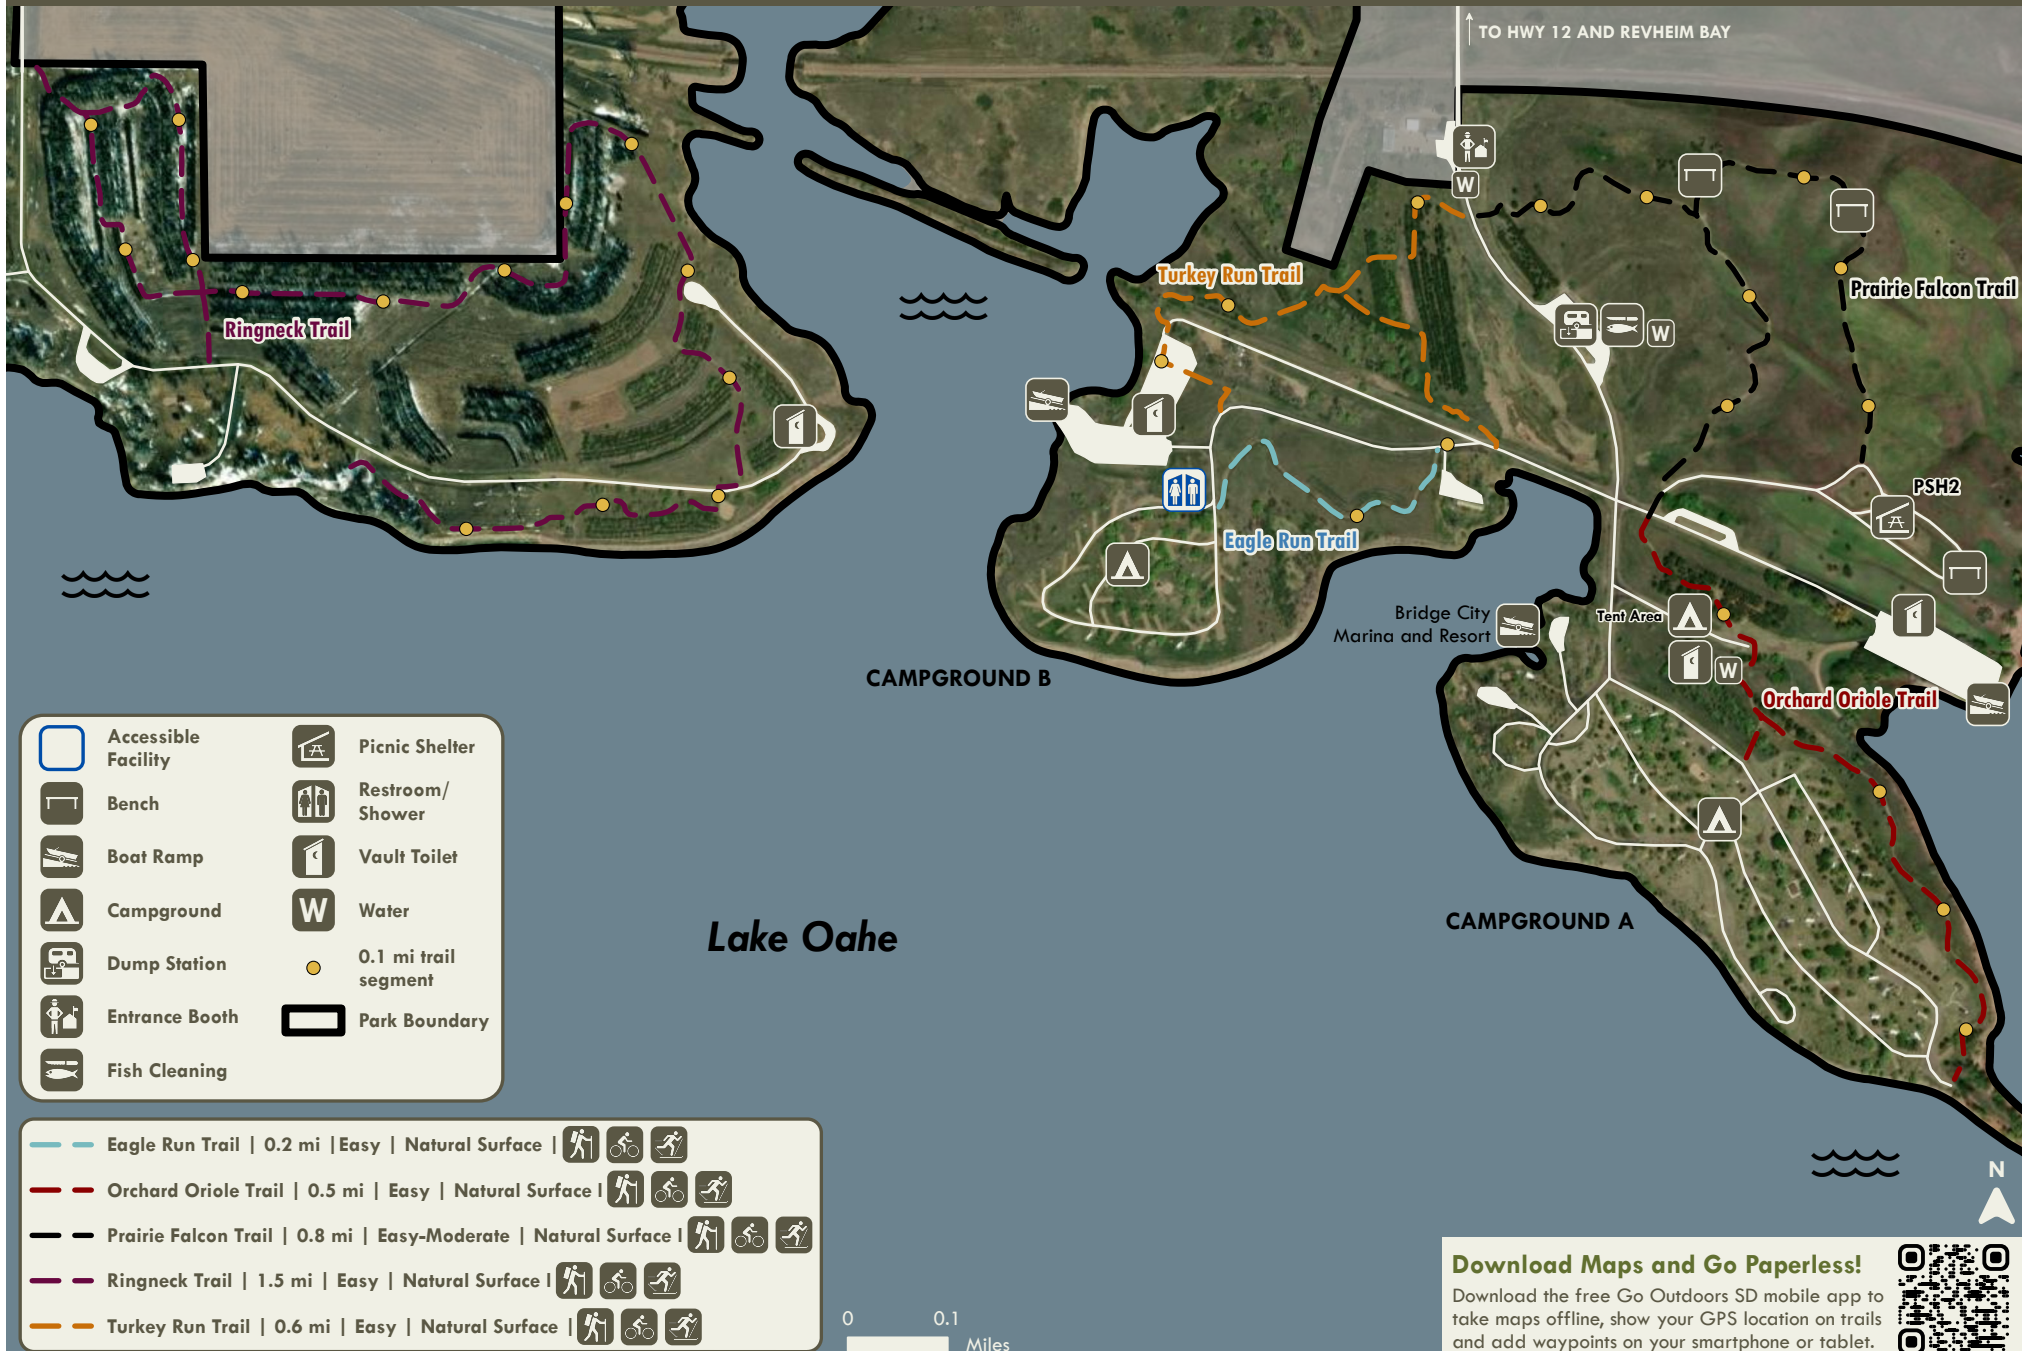 TO HWY 12 AND REVHEIM BAY
W
Turkey Run Trail
Prairie Falcon Trail
Ringneck Trail
W
PSH2
Eagle Run Trail
Bridge City
Marina and Resort
Tent Area
W
CAMPGROUND B
Orchard Oriole Trail
CAMPGROUND A
Lake Oahe
Accessible
Facility
Bench
Boat Ramp
Campground
Dump Station
Entrance Booth
Fish Cleaning
Picnic Shelter
Restroom/
Shower
Vault Toilet
W Water
0.1 mi trail
segment
Park Boundary
Eagle Run Trail | 0.2 mi |Easy | Natural Surface |
Orchard Oriole Trail | 0.5 mi | Easy | Natural Surface I
Prairie Falcon Trail | 0.8 mi | Easy-Moderate | Natural Surface I
Ringneck Trail | 1.5 mi | Easy | Natural Surface I
Turkey Run Trail | 0.6 mi | Easy | Natural Surface |
0 0.1
Miles
N
Download Maps and Go Paperless!
Download the free Go Outdoors SD mobile app to
take maps offline, show your GPS location on trails
and add waypoints on your smartphone or tablet.